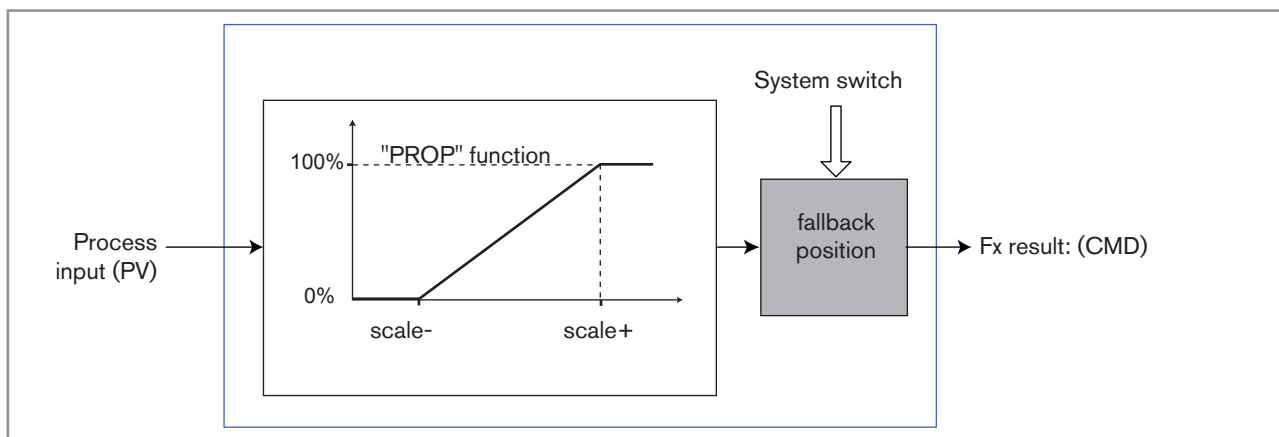 System switch
"PROP" function
100%
fallback
position
Process
input (PV)
Fx result: (CMD)
0%
scale-
scale+